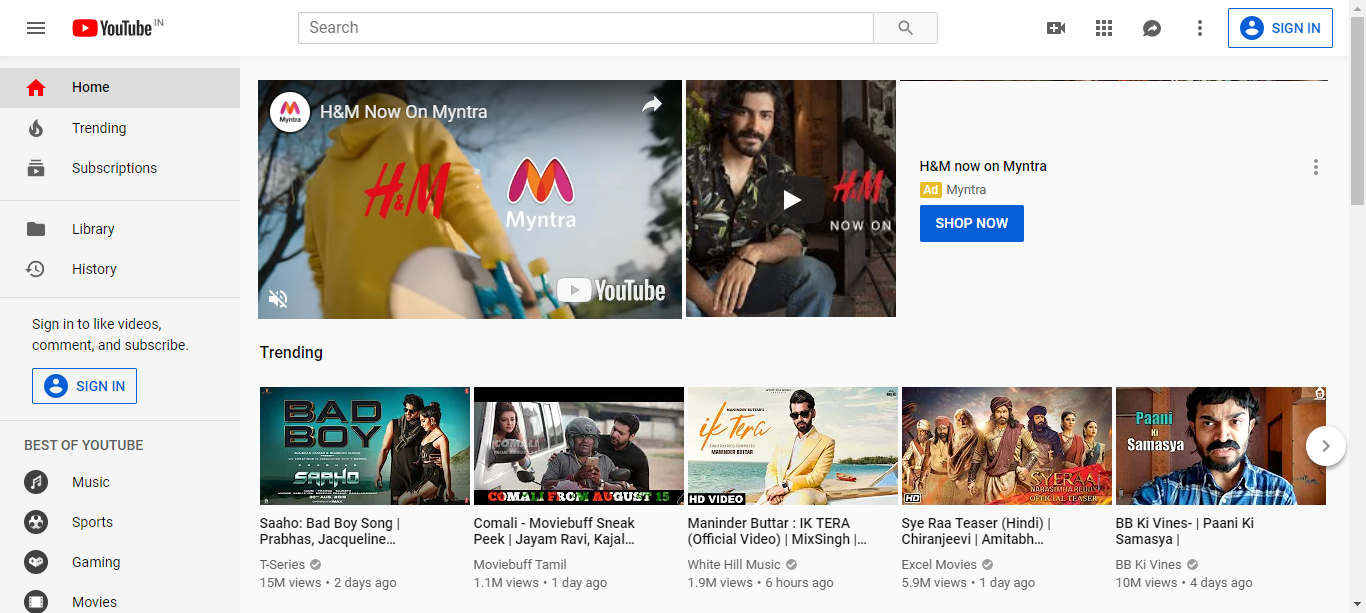 YouTube IN
Search
SIGN IN
Home
Trending
Subscriptions
Library
History
Sign in to like videos,
comment, and subscribe.
SIGN IN
BEST OF YOUTUBE
Music
Sports
Gaming
Movies
Myntra
H&M Now On Myntra
H&M
Myntra
YouTube
H&M
NOW ON
H&M now on Myntra
Ad Myntra
SHOP NOW
Trending
BAD
BOY
SAAHO
Saaho: Bad Boy Song |
Prabhas, Jacqueline...
T-Series
15M views • 2 days ago
COMALI
COMALI FROM AUGUST 15
Comali - Moviebuff Sneak
Peek | Jayam Ravi, Kajal...
Moviebuff Tamil
1.1M views • 1 day ago
MANINDER BUTTAR'S
ik tera
MANINDER BUTTAR
HD VIDEO
Maninder Buttar : IK TERA
(Official Video) | MixSingh |...
White Hill Music
1.9M views • 6 hours ago
SYERAA
NARASIMHA REDDY
OFFICIAL TEASER
HD
Sye Raa Teaser (Hindi) |
Chiranjeevi | Amitabh...
Excel Movies
5.9M views • 1 day ago
Paani
Ki
Samasya
BB Ki Vines- | Paani Ki
Samasya |
BB Ki Vines
10M views • 4 days ago